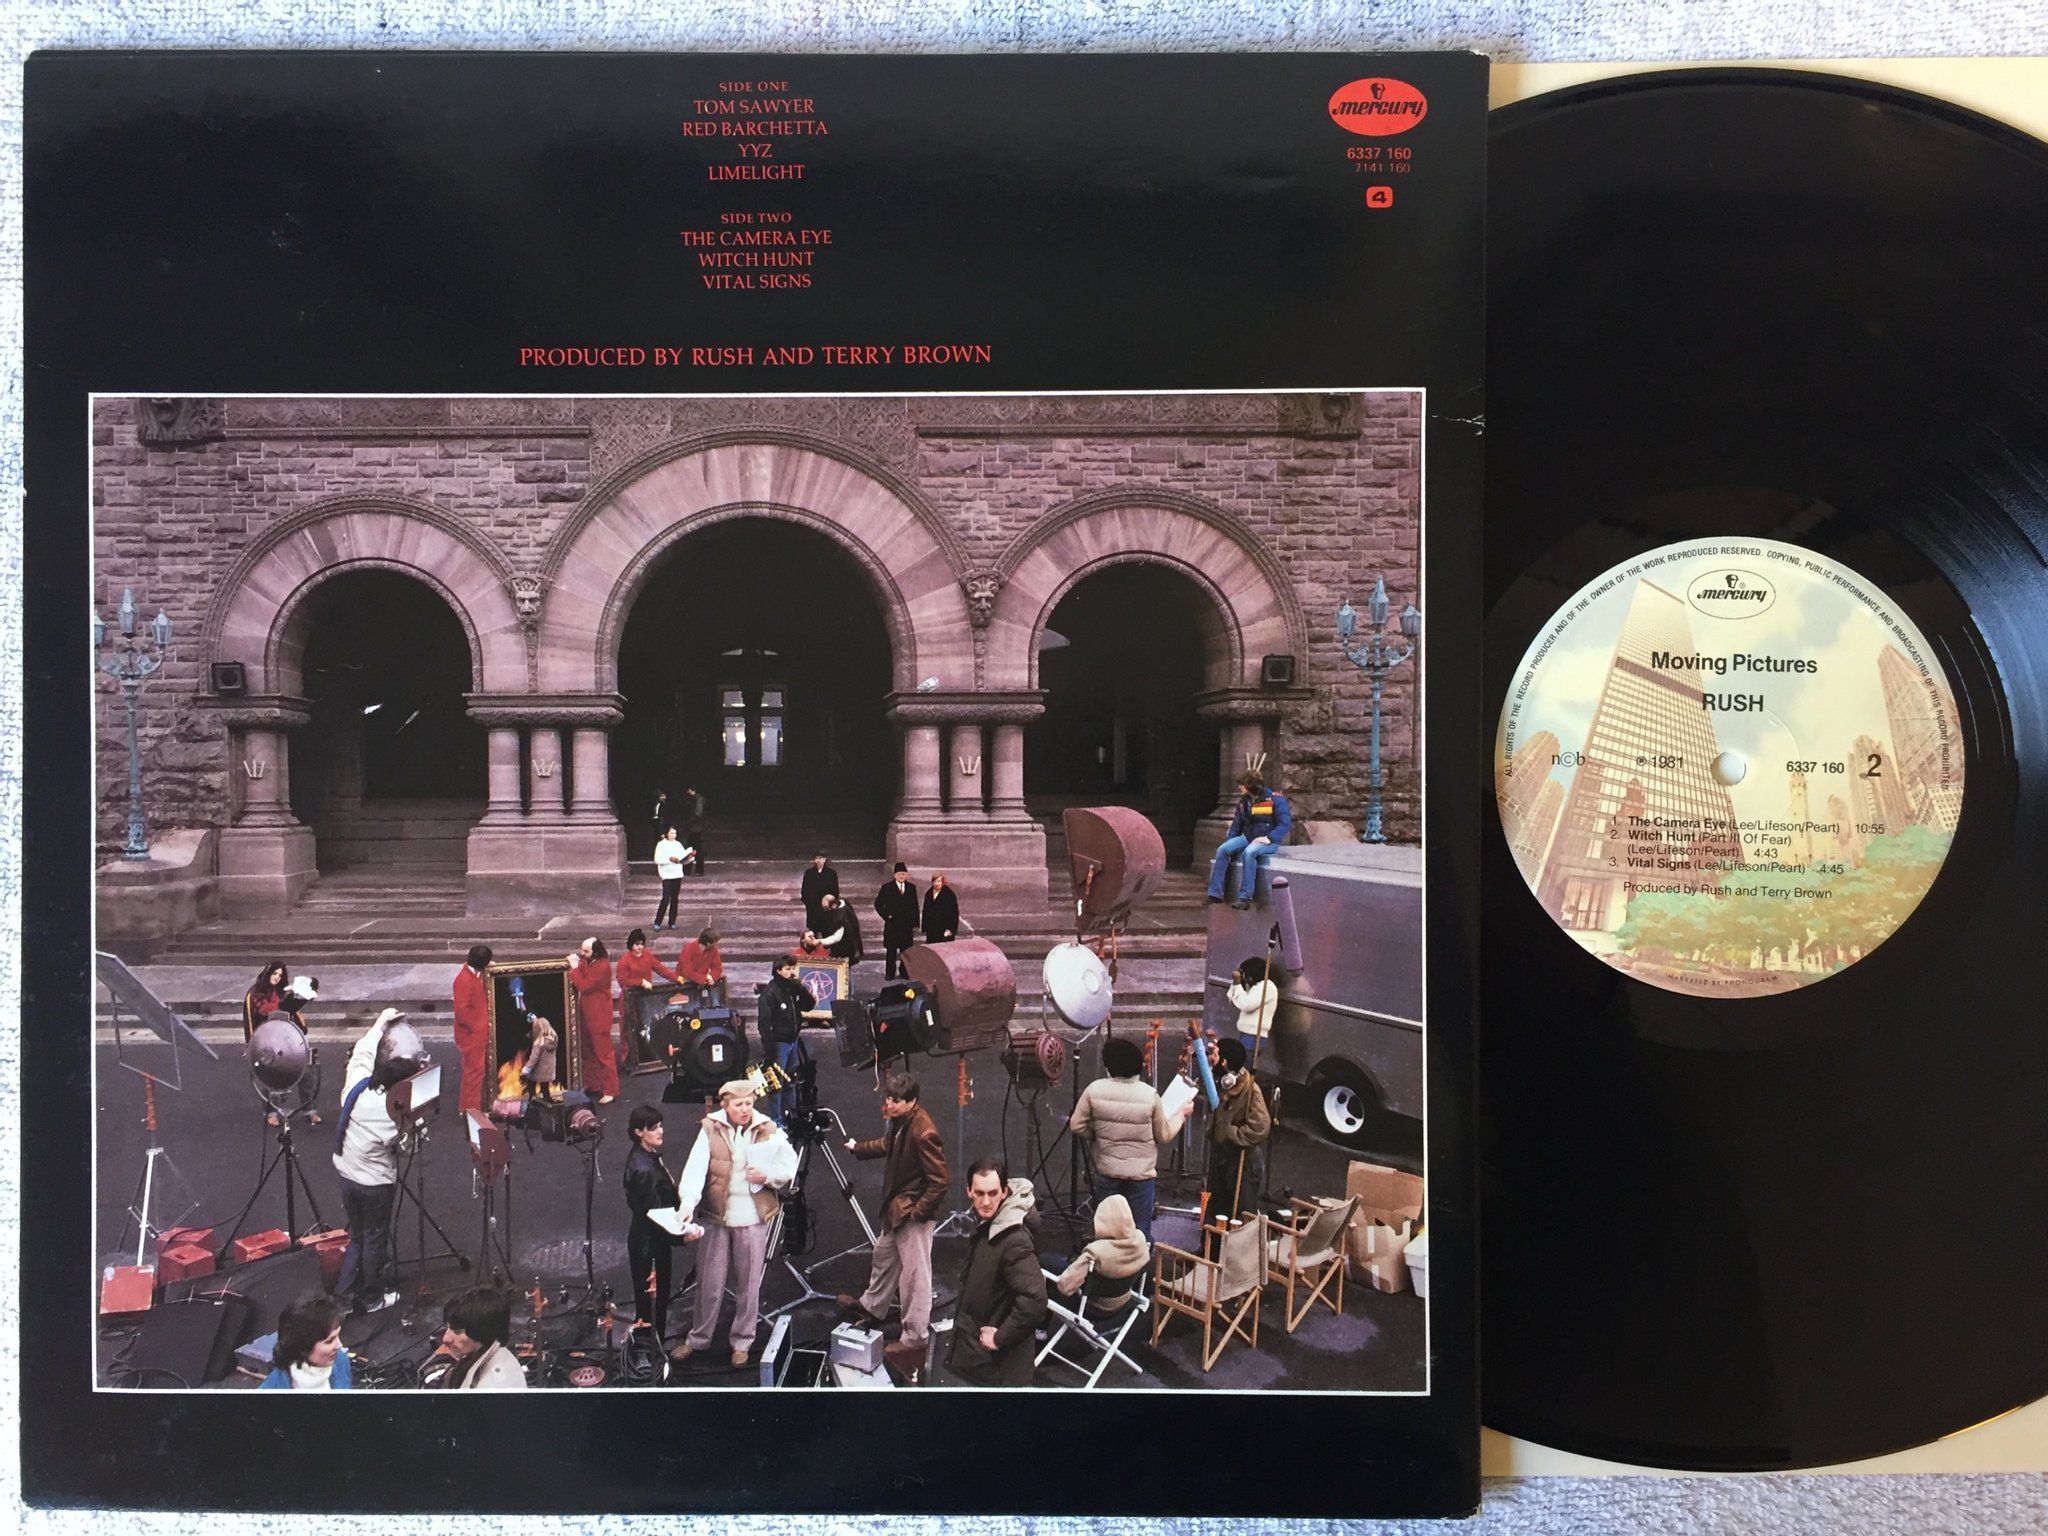 SIDE ONE
TOM SAWYER
RED BARCHETTA
YYZ
LIMELIGHT
SIDE TWO
THE CAMERA EYE
WITCH HUNT
VITAL SIGNS
PRODUCED BY RUSH AND TERRY BROWN
mercury
6337 160
7141 160
4
ALL RIGHTS OF THE RECORD PRODUCER AND OF THE OWNER OF THE WORK REPRODUCED RESERVED. COPYING, PUBLIC PERFORMANCE AND BROADCASTING OF THIS RECORD PROHIBITED
mercury ®
Moving Pictures
RUSH
n©b ℗ 1981 6337 160 2
1. The Camera Eye (Lee/Lifeson/Peart) 10:55
2. Witch Hunt (Part III Of Fear)
(Lee/Lifeson/Peart) 4:43
3. Vital Signs (Lee/Lifeson/Peart) 4:45
Produced by Rush and Terry Brown
MARKETED BY PHONOGRAM